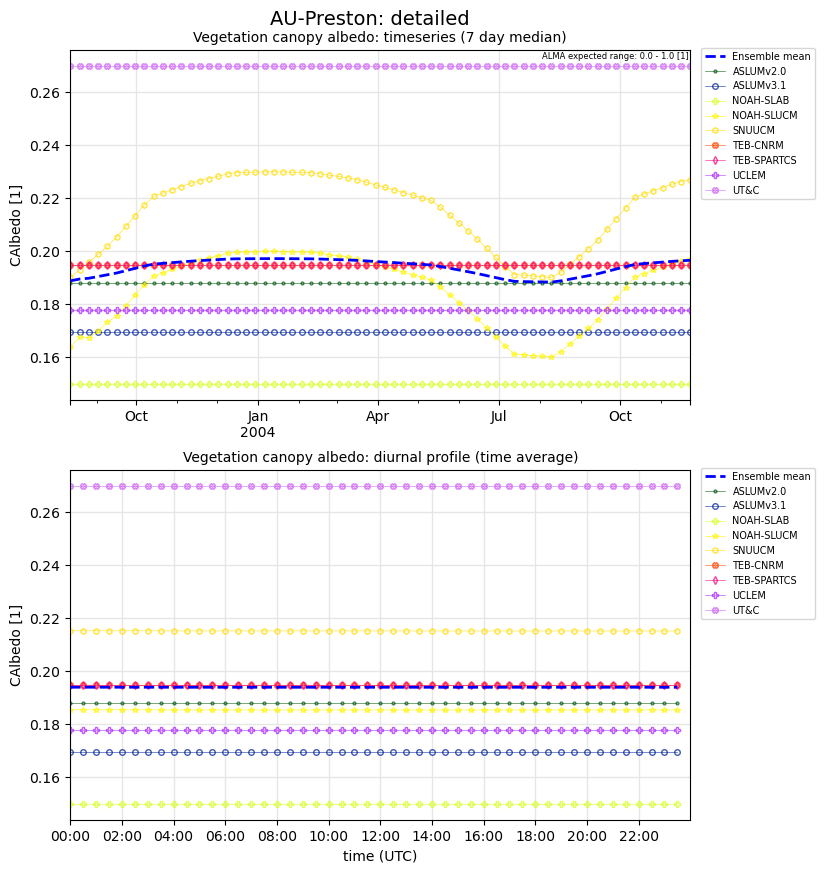 AU-Preston: detailed
Vegetation canopy albedo: timeseries (7 day median)
ALMA expected range: 0.0 - 1.0 [1]
CAlbedo [1]
0.26
0.24
0.22
0.20
0.18
0.16
Oct
Jan
2004
Apr
Jul
Oct
Ensemble mean
ASLUMv2.0
ASLUMv3.1
NOAH-SLAB
NOAH-SLUCM
SNUUCM
TEB-CNRM
TEB-SPARTCS
UCLEM
UT&C
Vegetation canopy albedo: diurnal profile (time average)
CAlbedo [1]
0.26
0.24
0.22
0.20
0.18
0.16
00:00 02:00 04:00 06:00 08:00 10:00 12:00 14:00 16:00 18:00 20:00 22:00
time (UTC)
Ensemble mean
ASLUMv2.0
ASLUMv3.1
NOAH-SLAB
NOAH-SLUCM
SNUUCM
TEB-CNRM
TEB-SPARTCS
UCLEM
UT&C